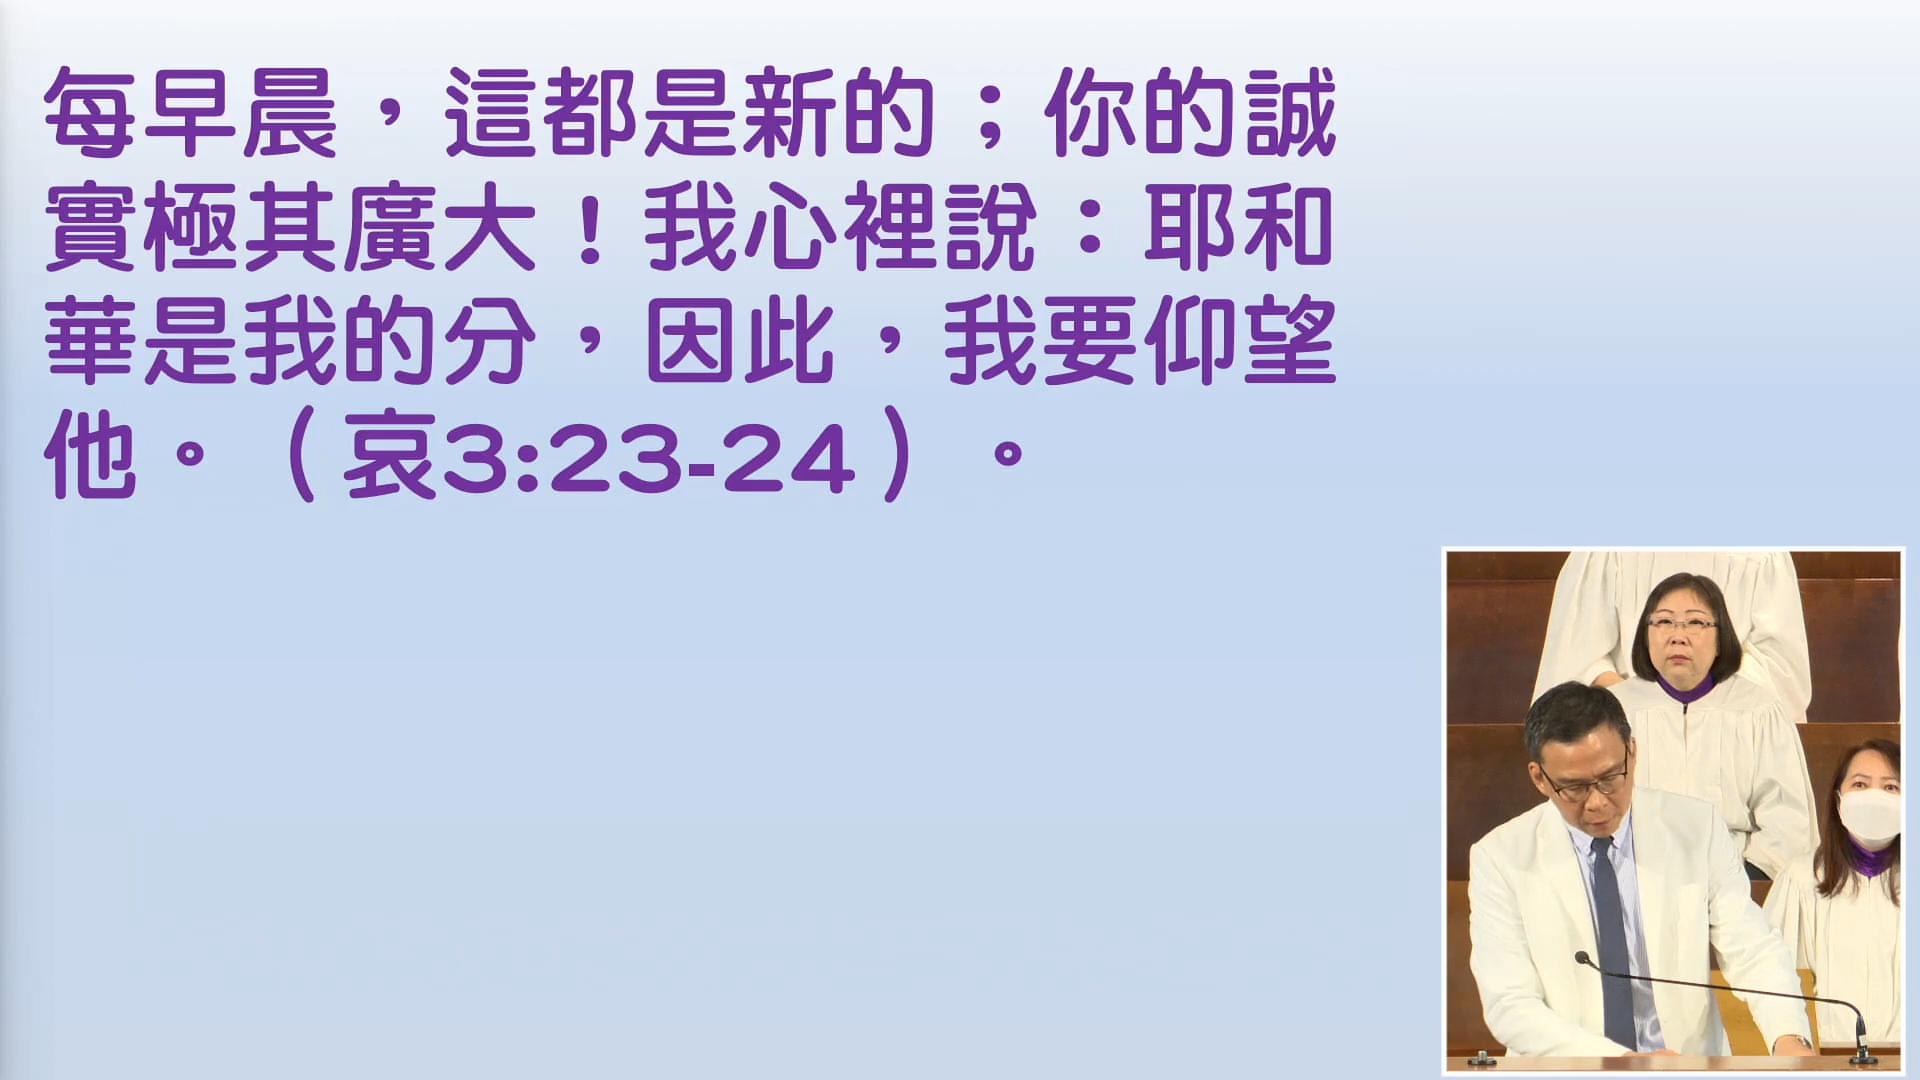 每早晨，這都是新的；你的誠
實極其廣大！我心裡說：耶和
華是我的分，因此，我要仰望
他。（哀3:23-24）。